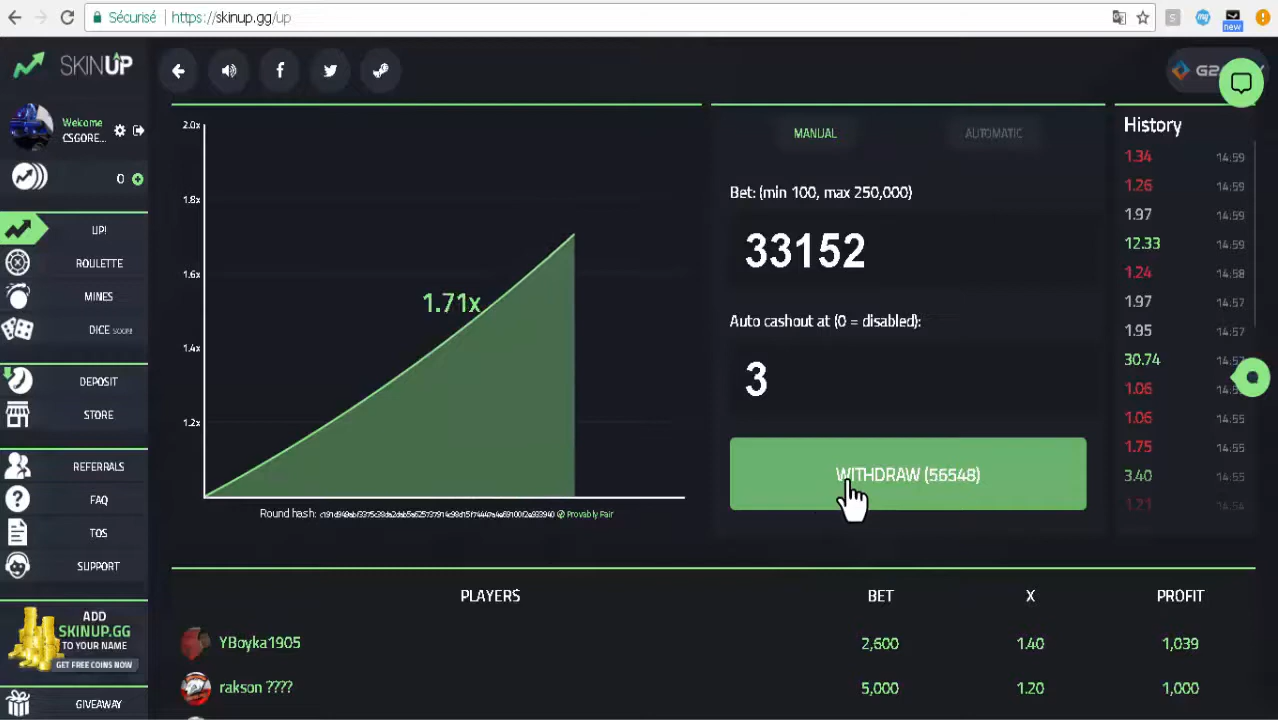 Sécurisé https://skinup.gg/up
new
SKINUP
Welcome
CSGORE...
0
UP!
ROULETTE
MINES
DICE SOON!
DEPOSIT
STORE
REFERRALS
FAQ
TOS
SUPPORT
ADD
SKINUP.GG
TO YOUR NAME
GET FREE COINS NOW
GIVEAWAY
2.0x
1.8x
1.6x
1.4x
1.2x
1.71x
Round hash:
Provably Fair
MANUAL AUTOMATIC
Bet: (min 100, max 250,000)
33152
Auto cashout at (0 = disabled):
3
WITHDRAW (56548)
History
1.34 14:59
1.26 14:59
1.97 14:59
12.33 14:59
1.24 14:58
1.97 14:57
1.95 14:57
30.74
1.06
1.06 14:55
1.75 14:55
3.40 14:55
1.21 14:54
PLAYERS BET X PROFIT
YBoyka1905 2,600 1.40 1,039
rakson ???? 5,000 1.20 1,000